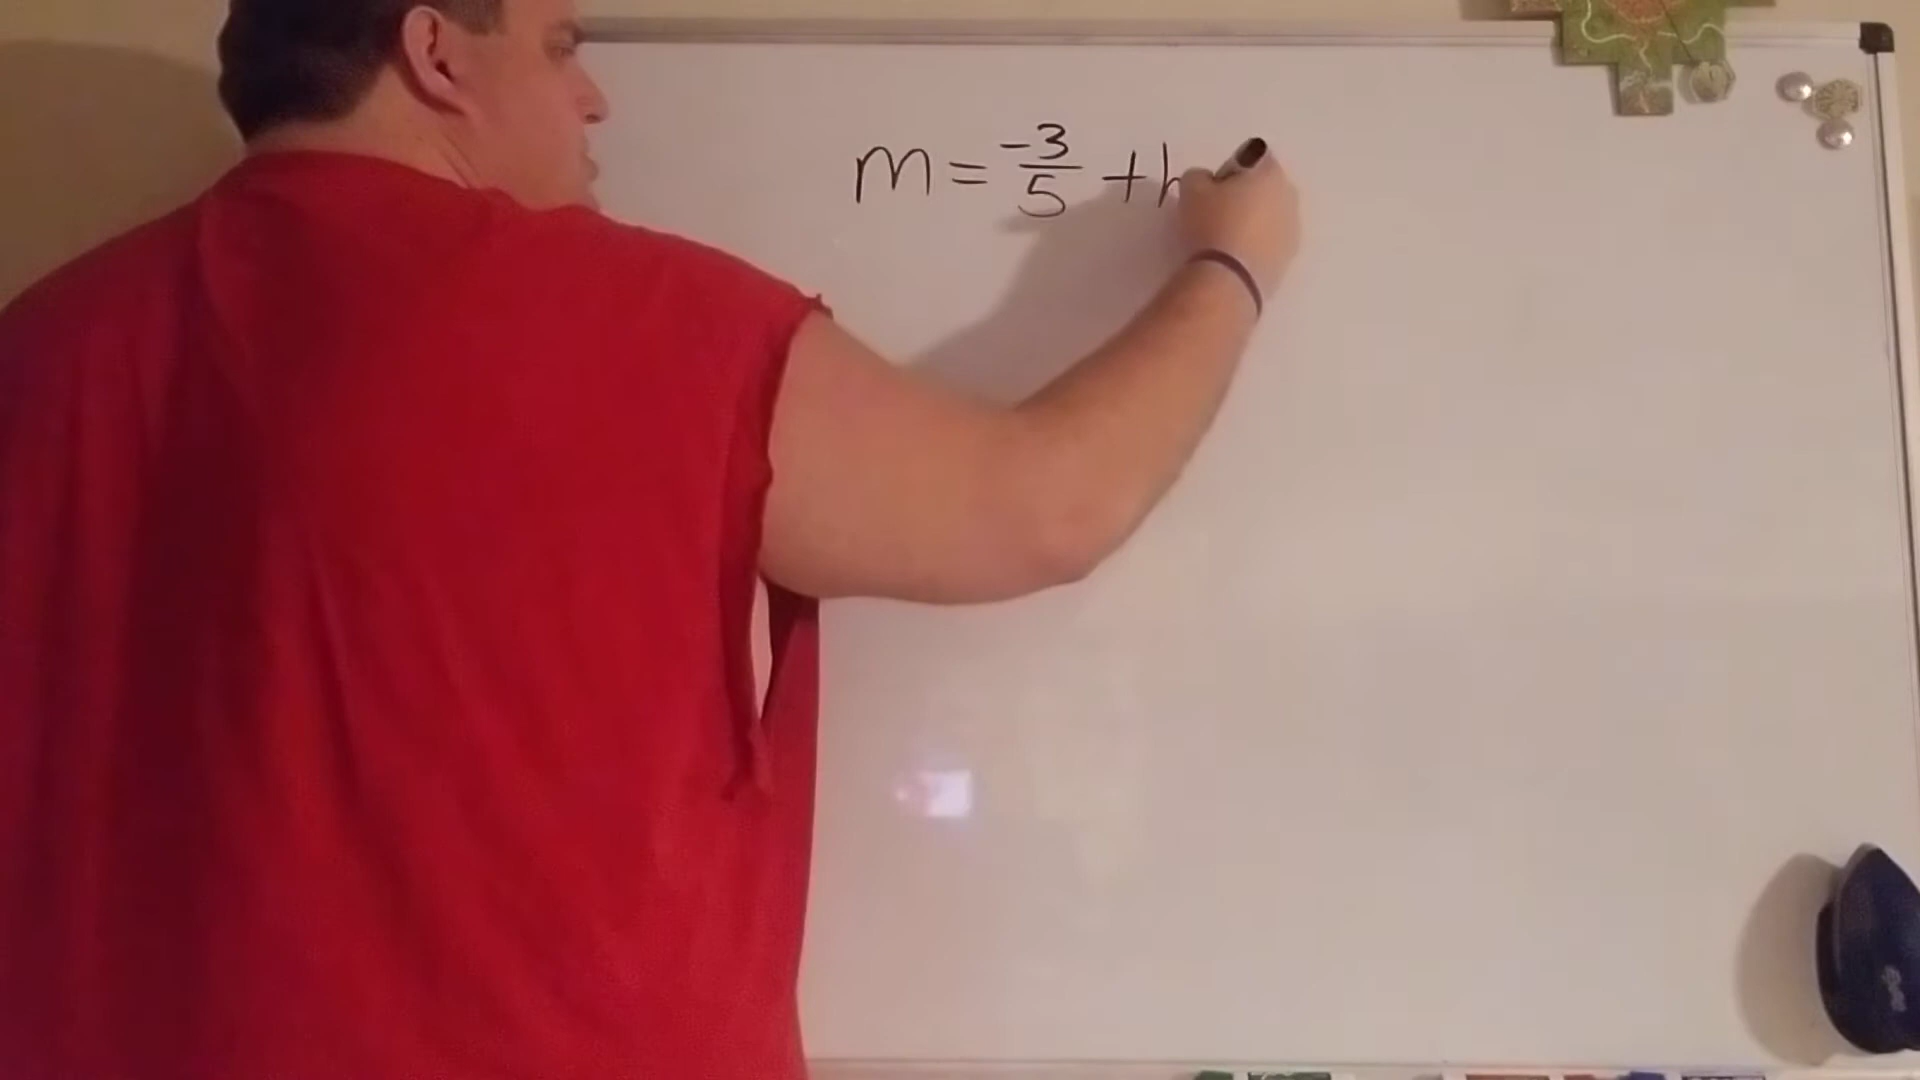 m = -3/5 + h